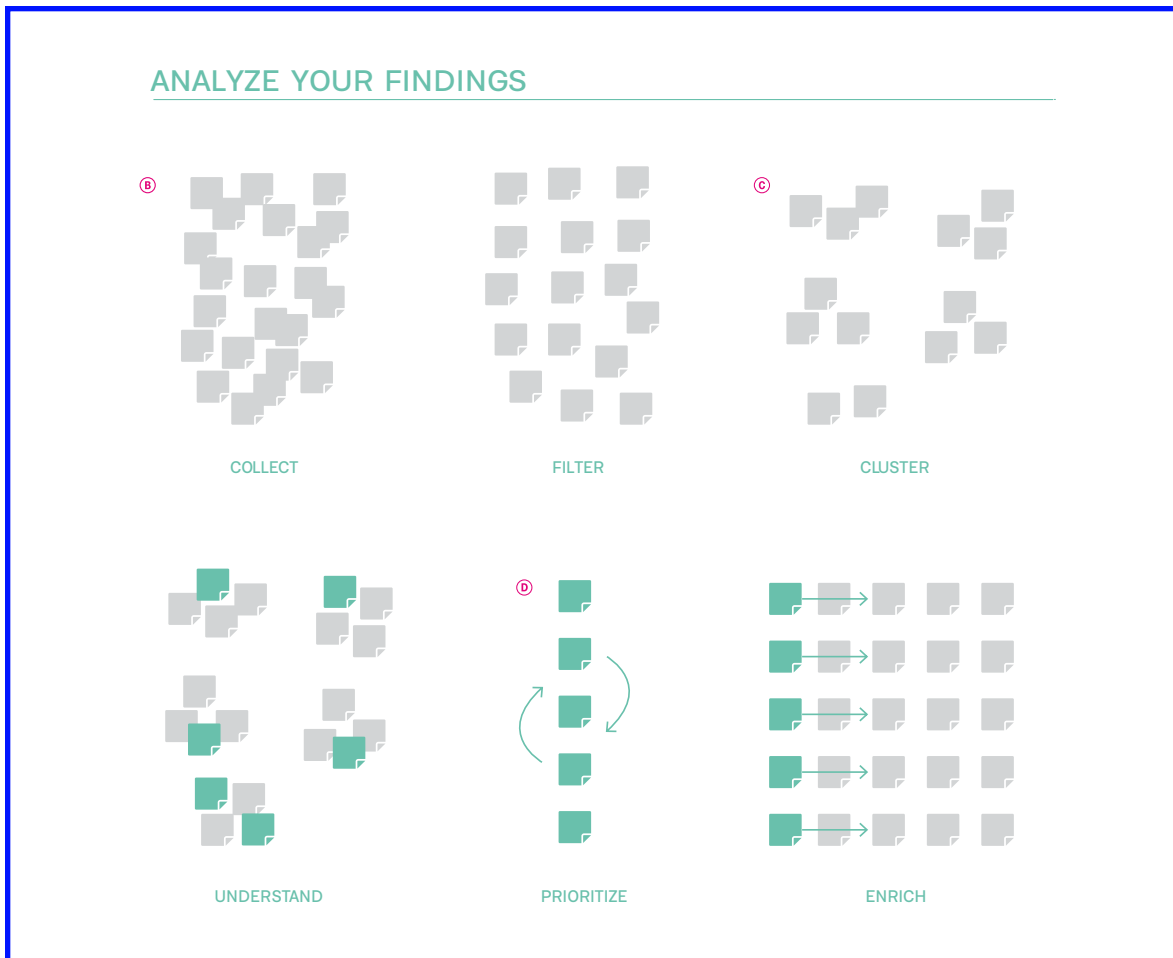 ANALYZE YOUR FINDINGS
B
C
COLLECT
FILTER
CLUSTER
D
UNDERSTAND
PRIORITIZE
ENRICH